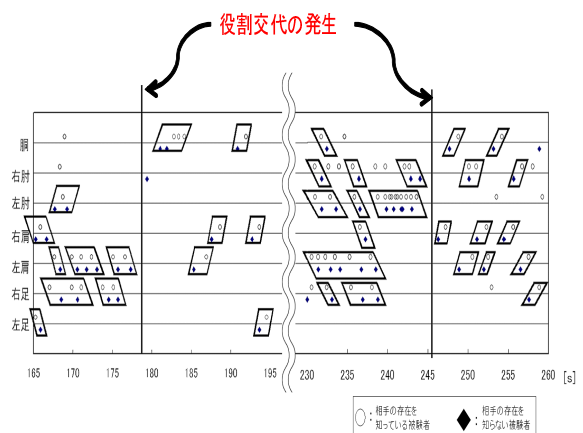 役割交代の発生
胴
右肘
左肘
右肩
左肩
右足
左足
165 170 175 180 185 190 195 230 235 240 245 250 255 260 [s]
○：相手の存在を
知っている被験者
◆：相手の存在を
知らない被験者